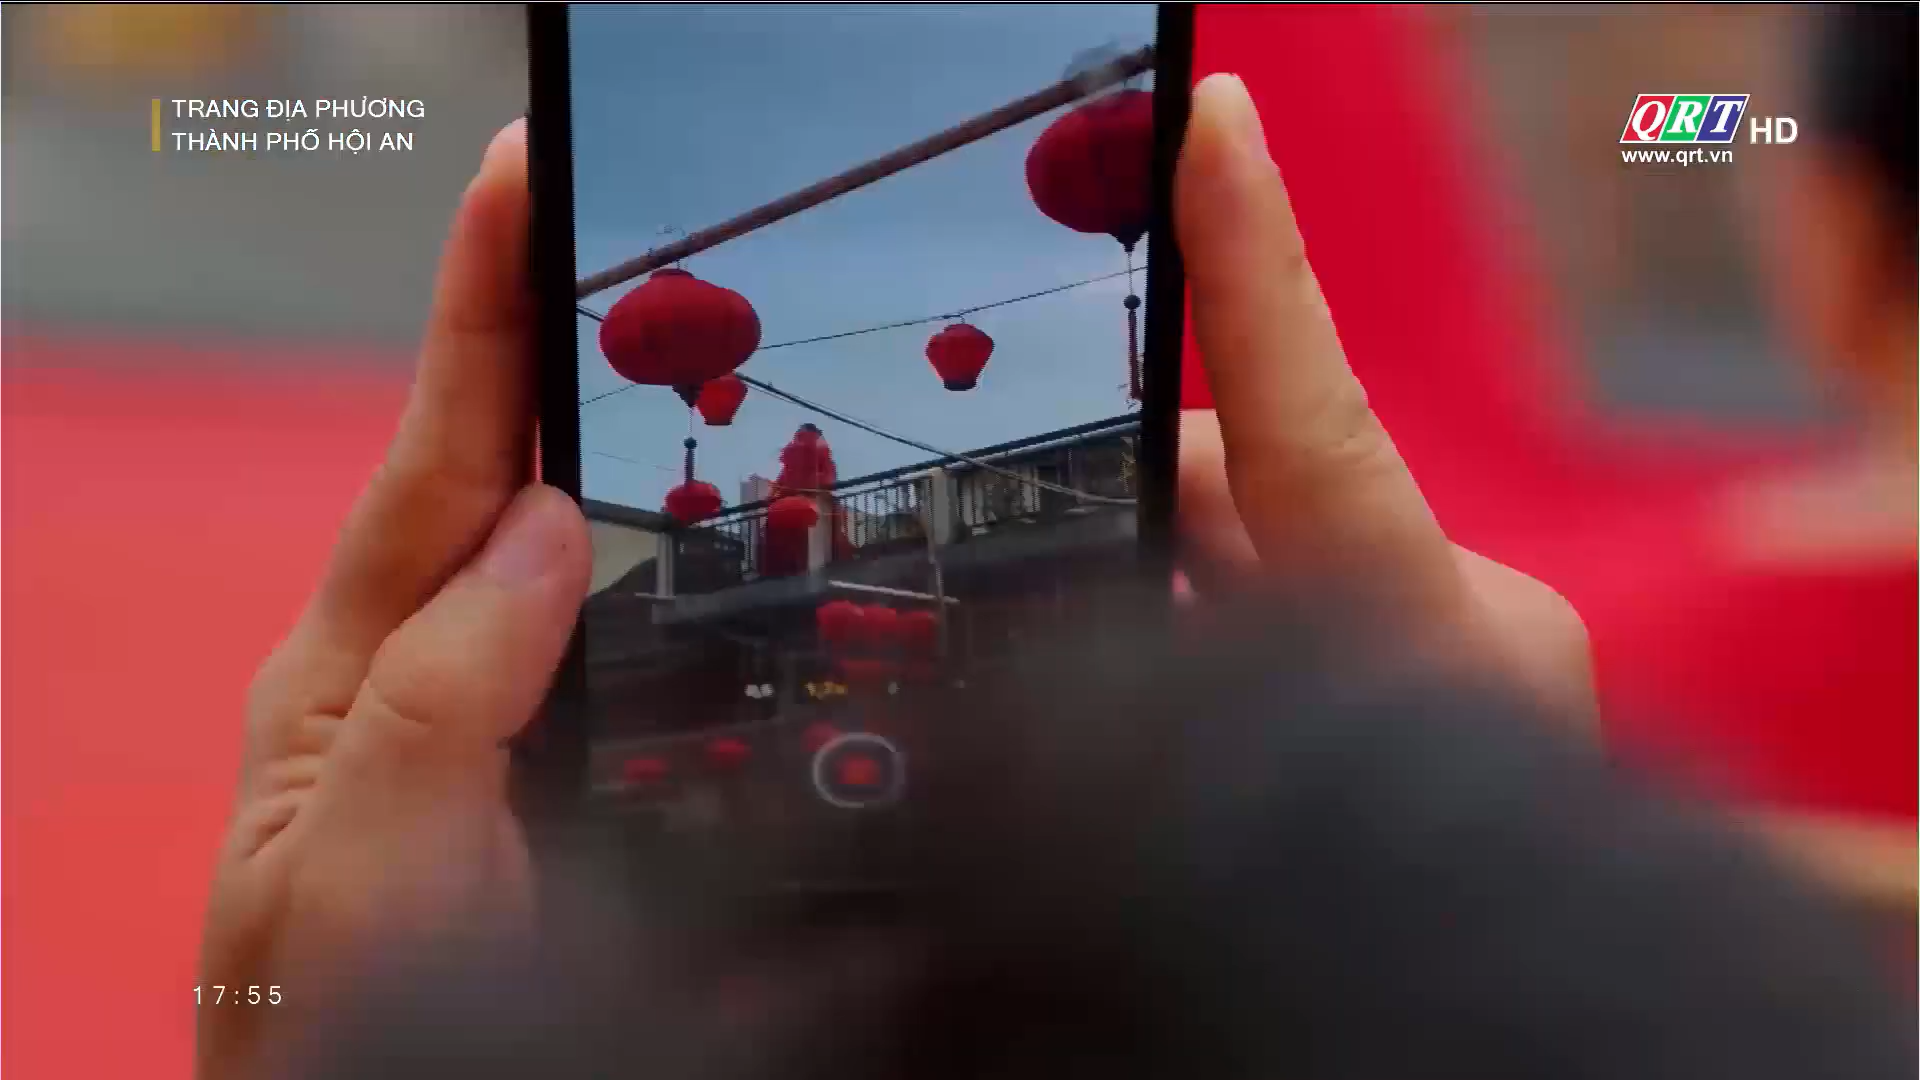 TRANG ĐỊA PHƯƠNG
THÀNH PHỐ HỘI AN
QRT HD
www.qrt.vn
17:55